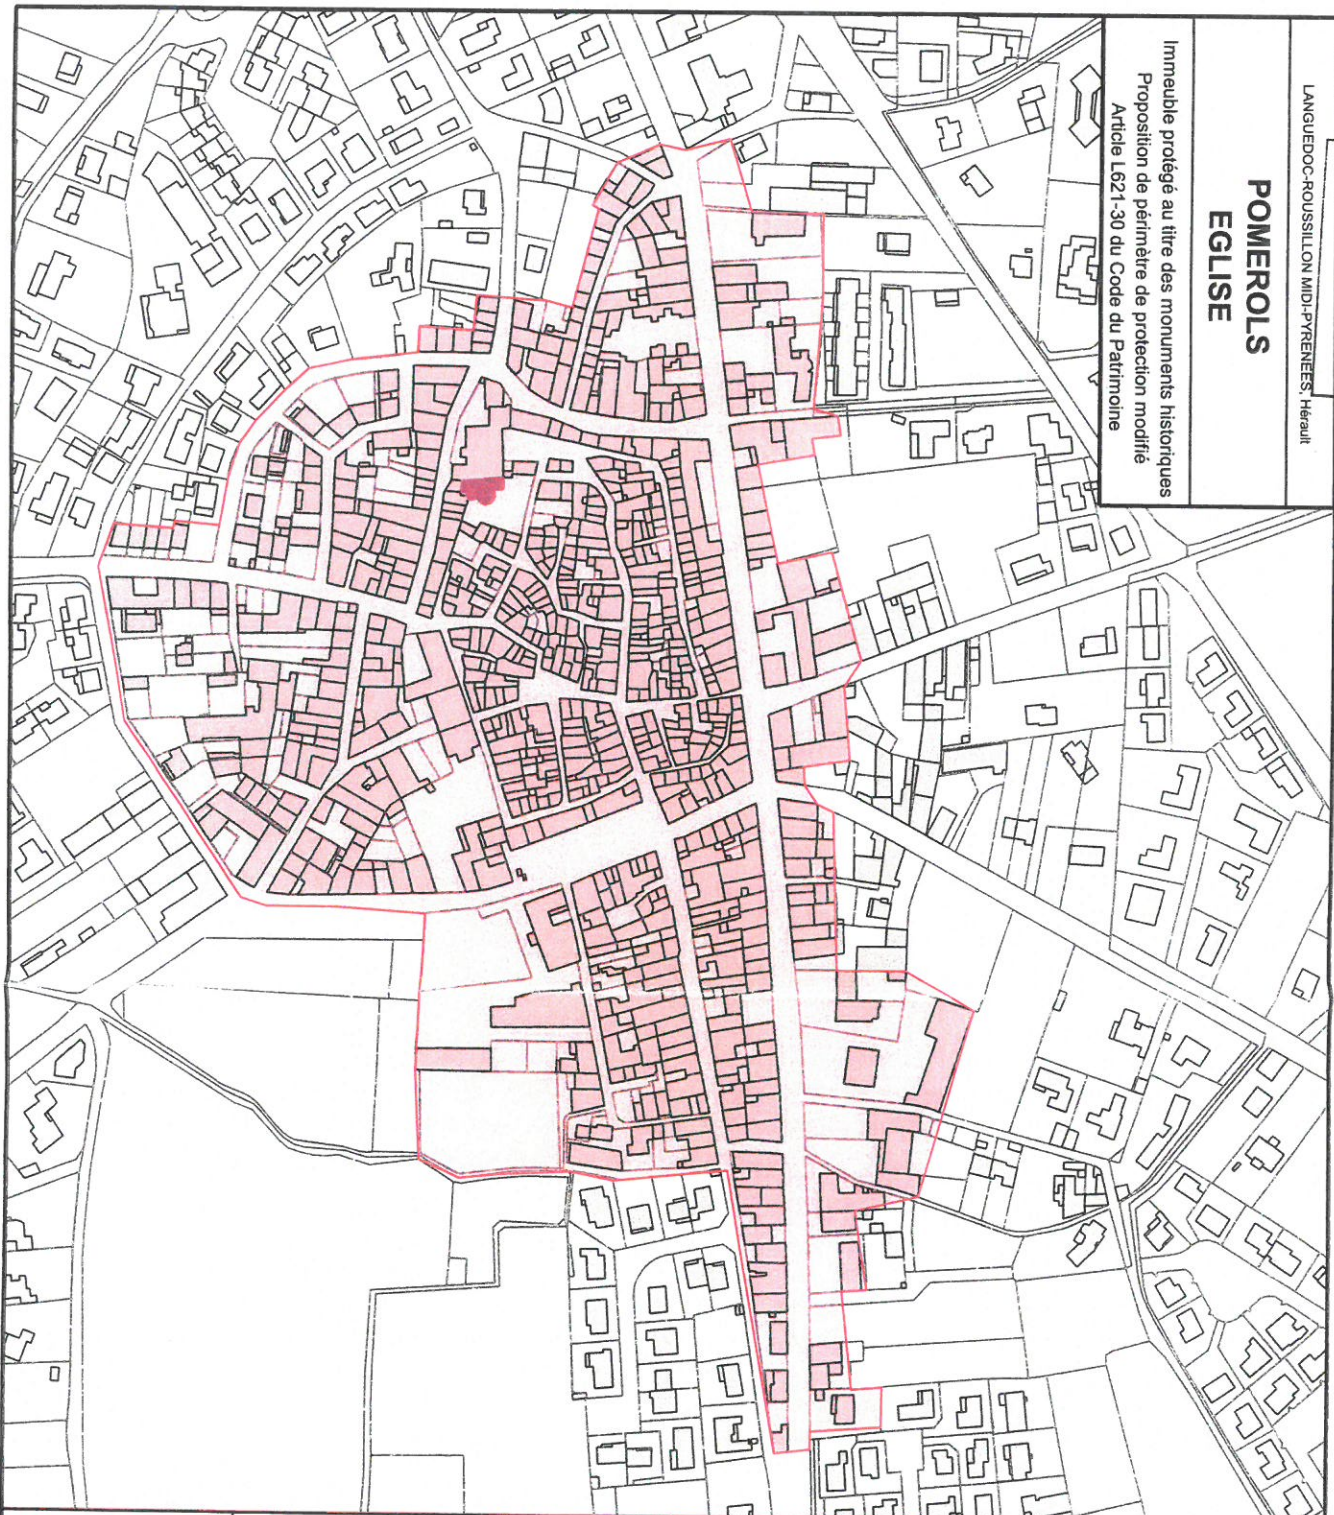 LANGUEDOC-ROUSSILLON MIDI-PYRENEES, Hérault
POMEROLS
EGLISE
Immeuble protégé au titre des monuments historiques
Proposition de périmètre de protection modifié
Article L621-30 du Code du Patrimoine